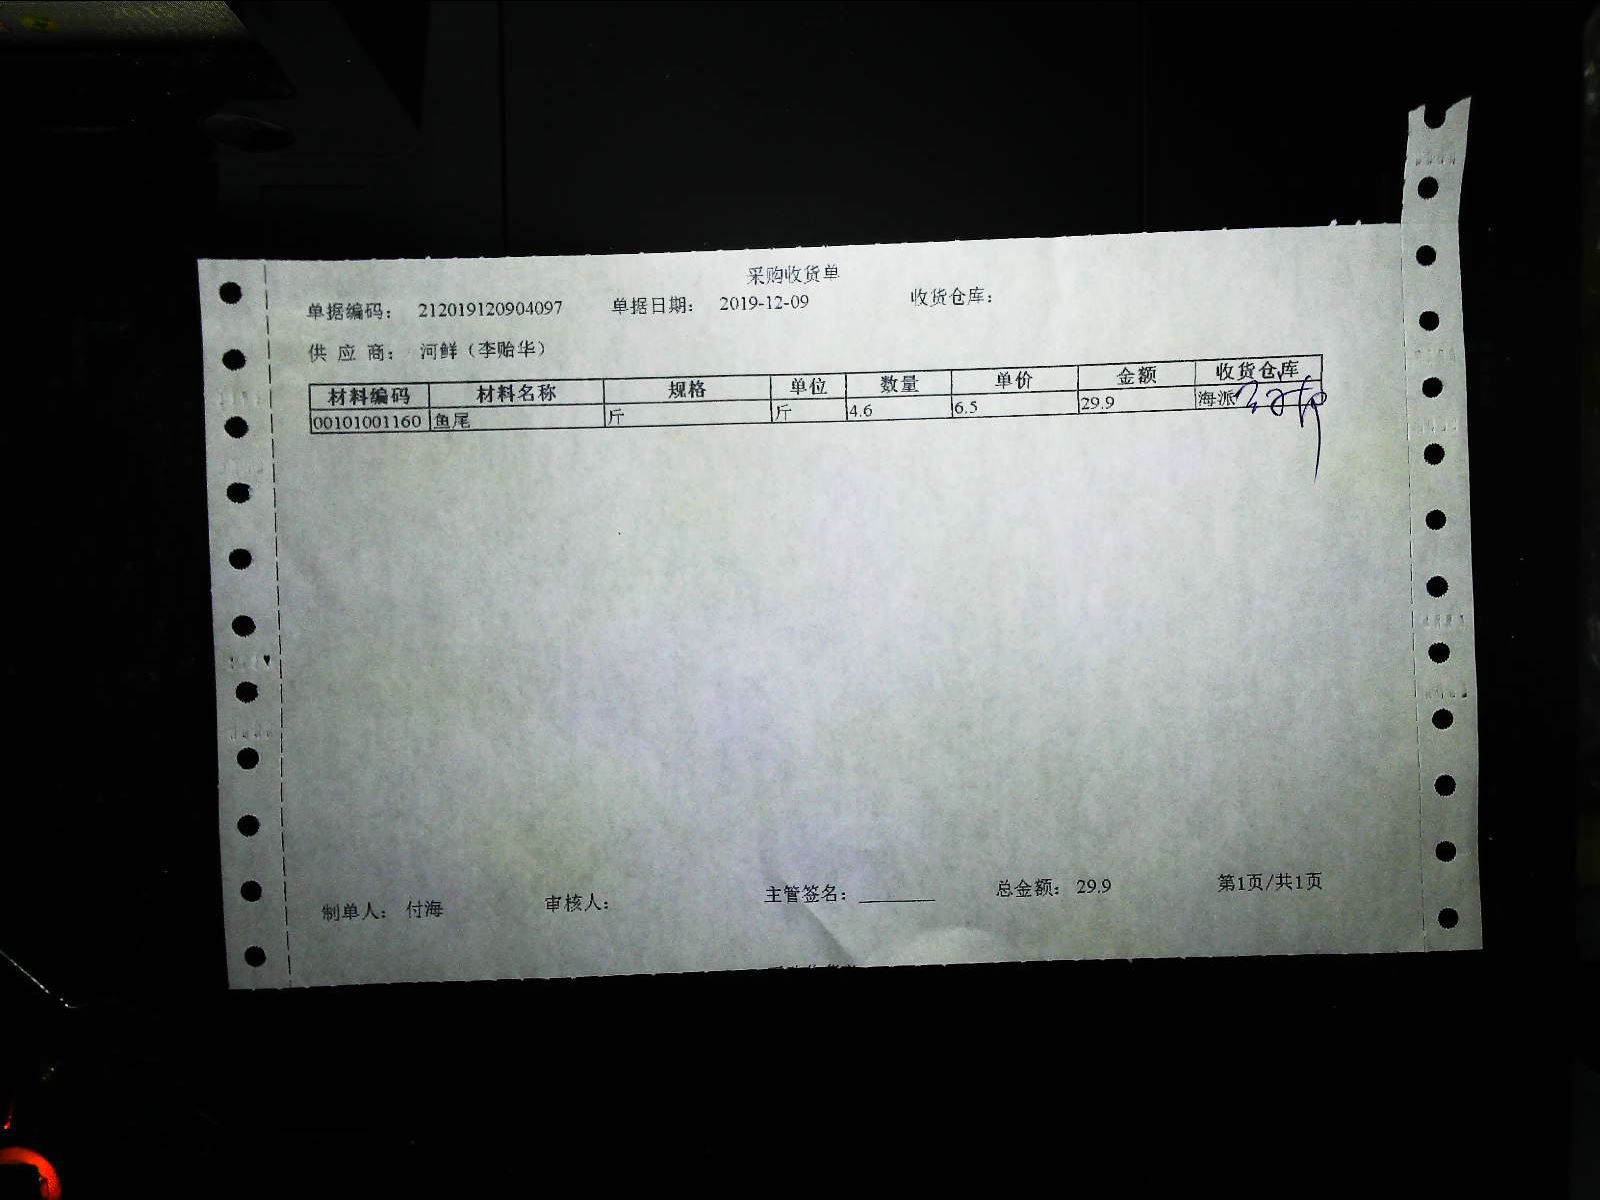 采购收货单
单据编码： 212019120904097 单据日期： 2019-12-09 收货仓库：
供 应 商： 河鲜（李贻华）
材料编码 材料名称 规格 单位 数量 单价 金额 收货仓库
00101001160 鱼尾 斤 斤 4.6 6.5 29.9 海派
制单人： 付海 审核人： 主管签名： 总金额： 29.9 第1页/共1页